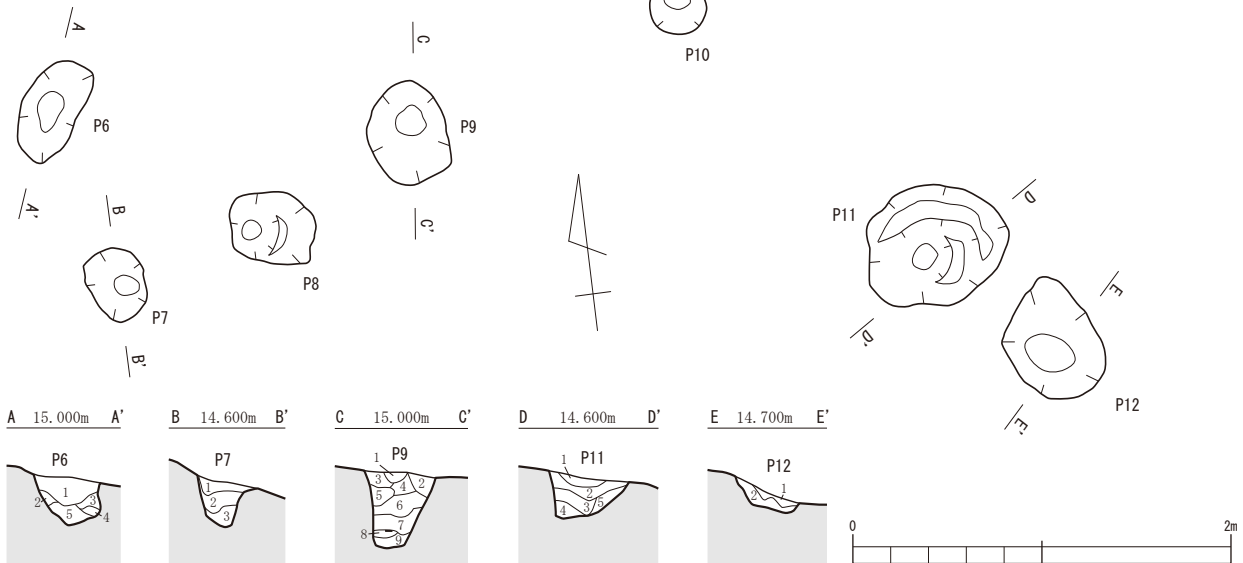 A
C
P10
P6
P9
A'
B
C'
P11
D
P8
P7
E
B'
D'
E'
P12
A 15.000m A'
B 14.600m B'
C 15.000m C'
D 14.600m D'
E 14.700m E'
P6
1
2
3
4
5
P7
1
2
3
P9
1
3
4
2
5
6
7
8
9
P11
1
2
4
3
5
P12
1
2
0 2m